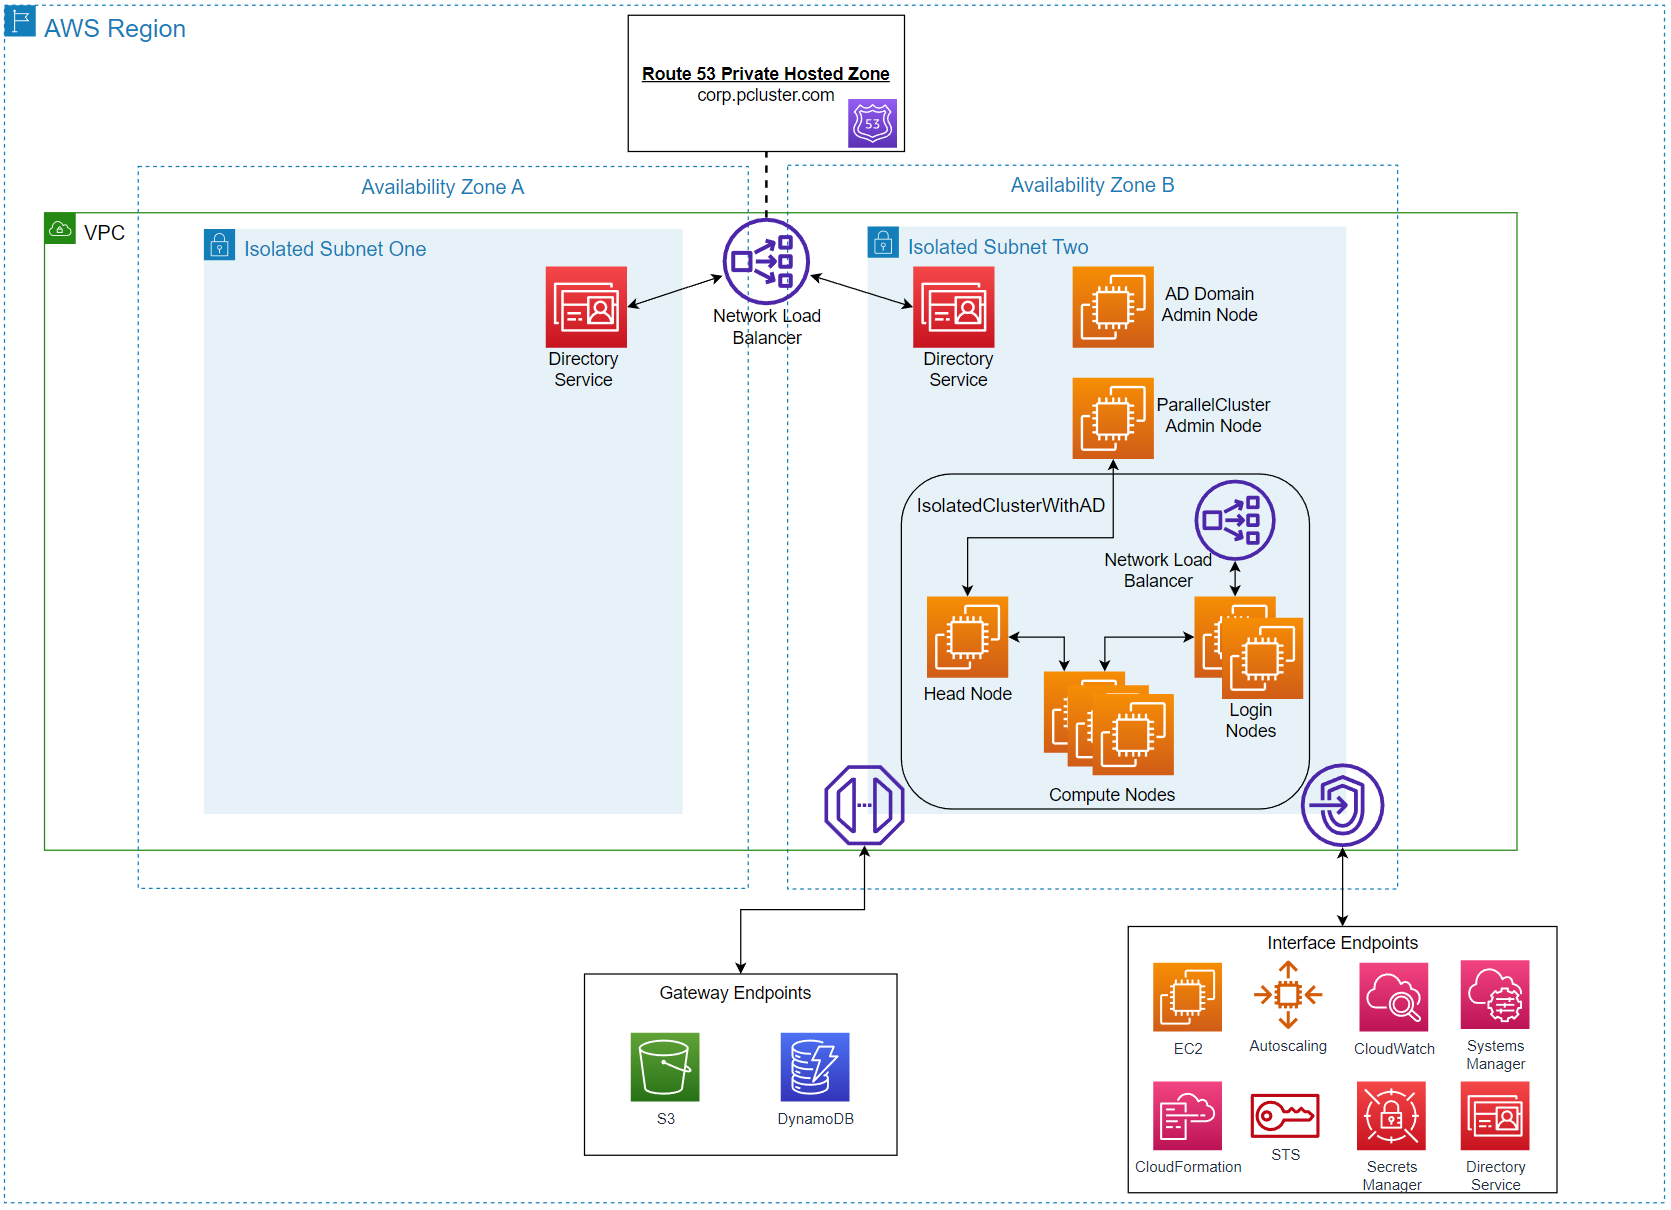 AWS Region
Route 53 Private Hosted Zone
corp.pcluster.com
53
Availability Zone A
Availability Zone B
VPC
Isolated Subnet One
Isolated Subnet Two
Network Load
Balancer
Directory
Service
Directory
Service
AD Domain
Admin Node
ParallelCluster
Admin Node
IsolatedClusterWithAD
Network Load
Balancer
Head Node
Login
Nodes
Compute Nodes
Gateway Endpoints
S3
DynamoDB
Interface Endpoints
EC2
Autoscaling
CloudWatch
Systems
Manager
CloudFormation
STS
Secrets
Manager
Directory
Service